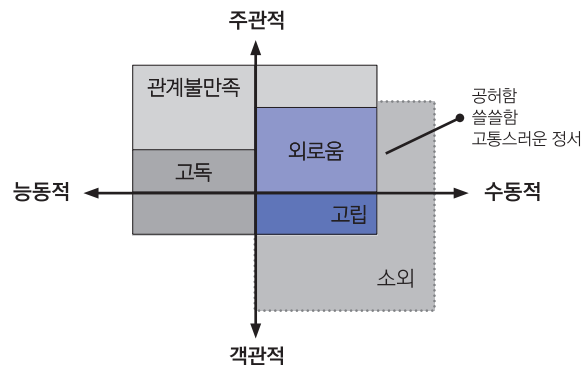 주관적
관계불만족
공허함
쓸쓸함
고통스러운 정서
외로움
고독
능동적
수동적
고립
소외
객관적